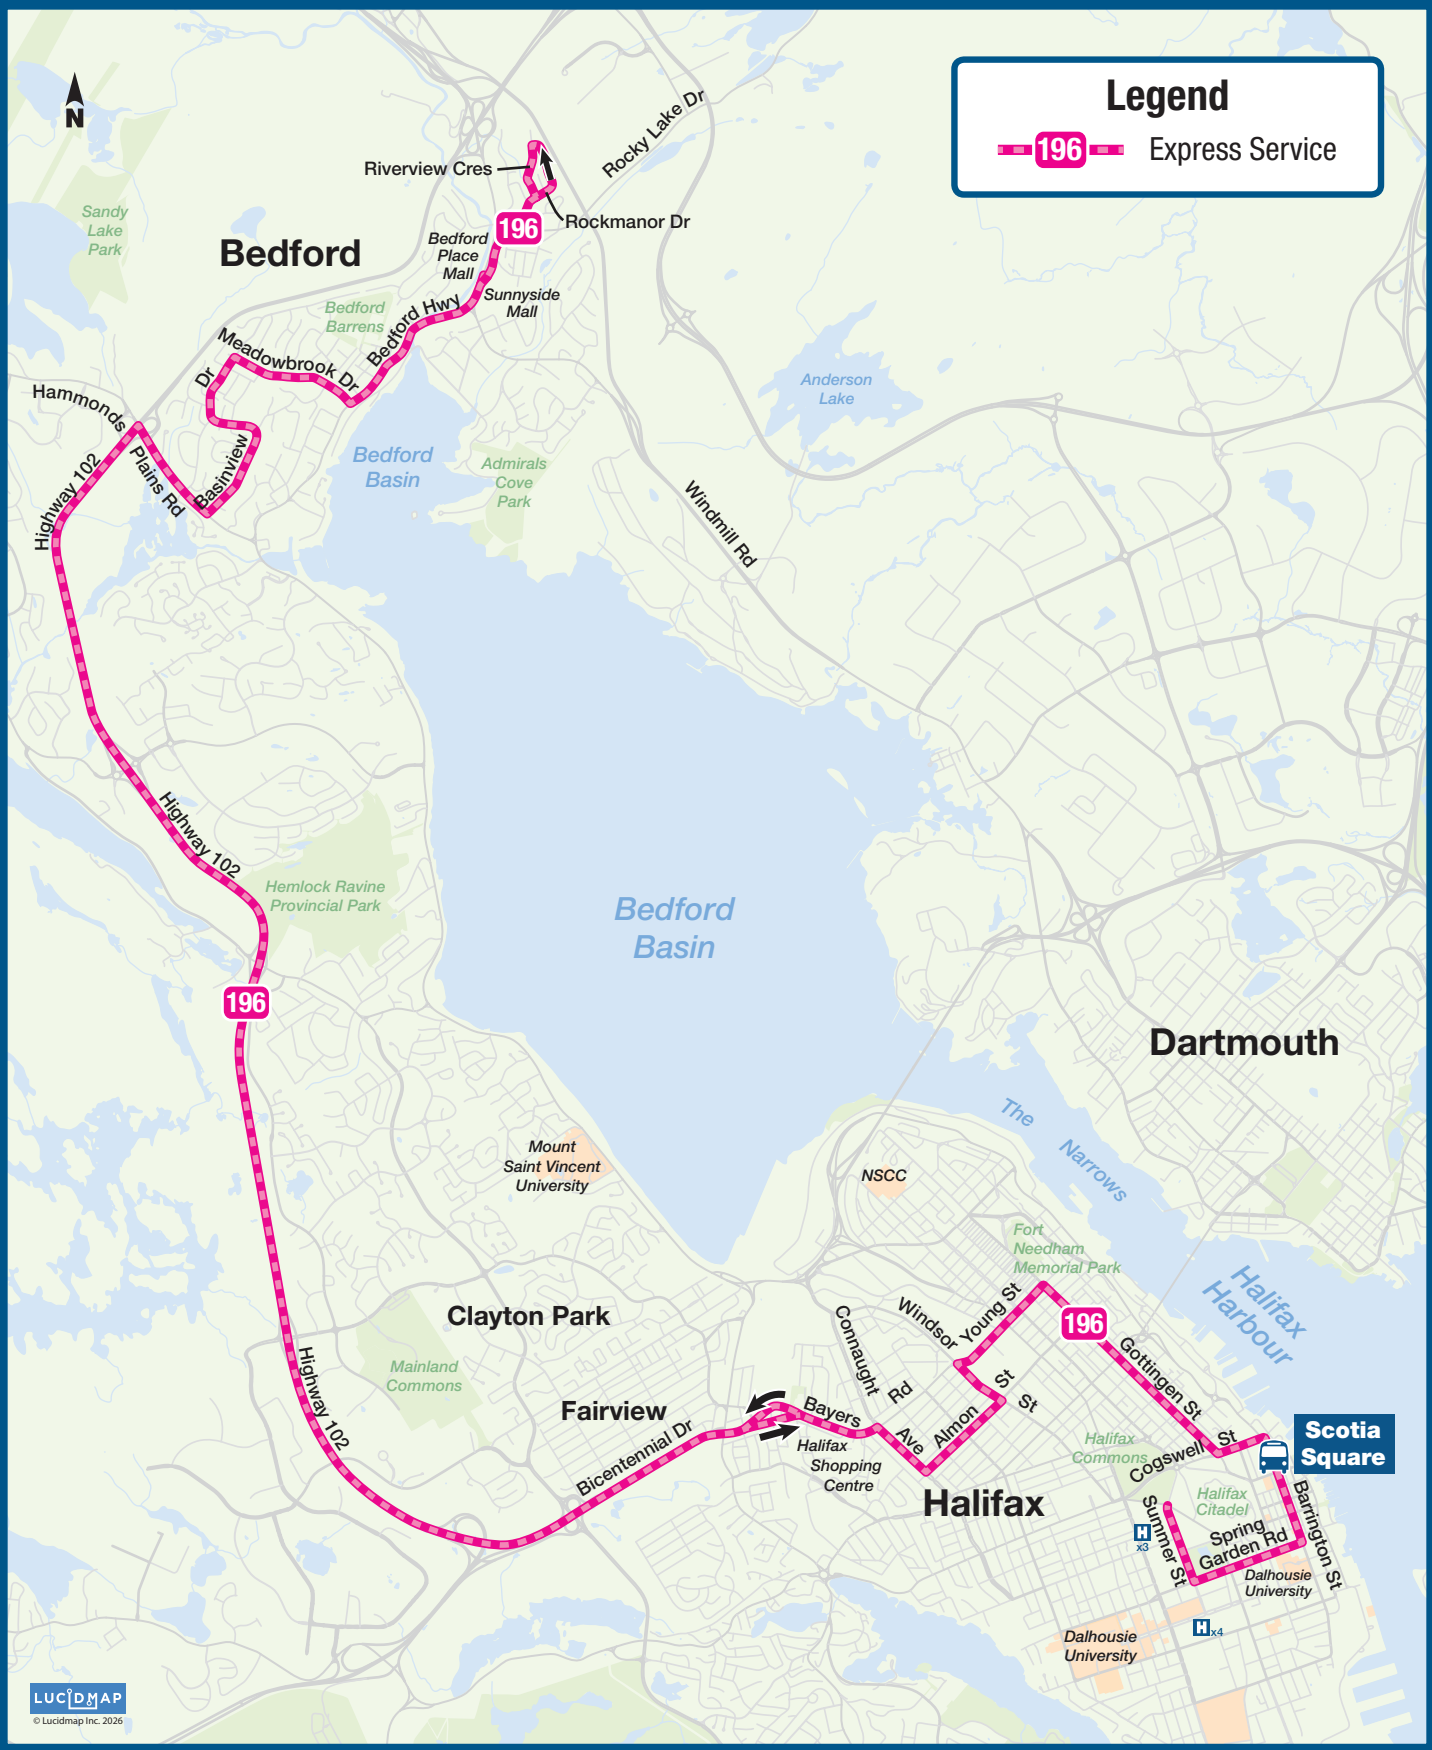 Legend
196 Express Service
N
Rocky Lake Dr
Riverview Cres
Rockmanor Dr
196
Sandy
Lake
Park
Bedford
Bedford
Place
Mall
Sunnyside
Mall
Bedford
Barrens
Bedford Hwy
Meadowbrook Dr
Dr
Hammonds
Plains Rd
Basinview
Highway 102
Anderson
Lake
Bedford
Basin
Admirals
Cove
Park
Windmill Rd
Highway 102
Hemlock Ravine
Provincial Park
Bedford
Basin
196
Dartmouth
The
Narrows
Mount
Saint Vincent
University
NSCC
Fort
Needham
Memorial Park
Halifax
Harbour
Clayton Park
Connaught
Windsor
Young St
196
Gottingen St
Highway 102
Mainland
Commons
St
St
Rd
Fairview
Bayers
Ave
Almon
Bicentennial Dr
Halifax
Shopping
Centre
Halifax
Commons
Cogswell St
Scotia
Square
Halifax
Halifax
Citadel
Summer St
Spring
Garden Rd
Barrington St
H
x3
Dalhousie
University
Dalhousie
University
H x4
LUCIDMAP
© Lucidmap Inc. 2026